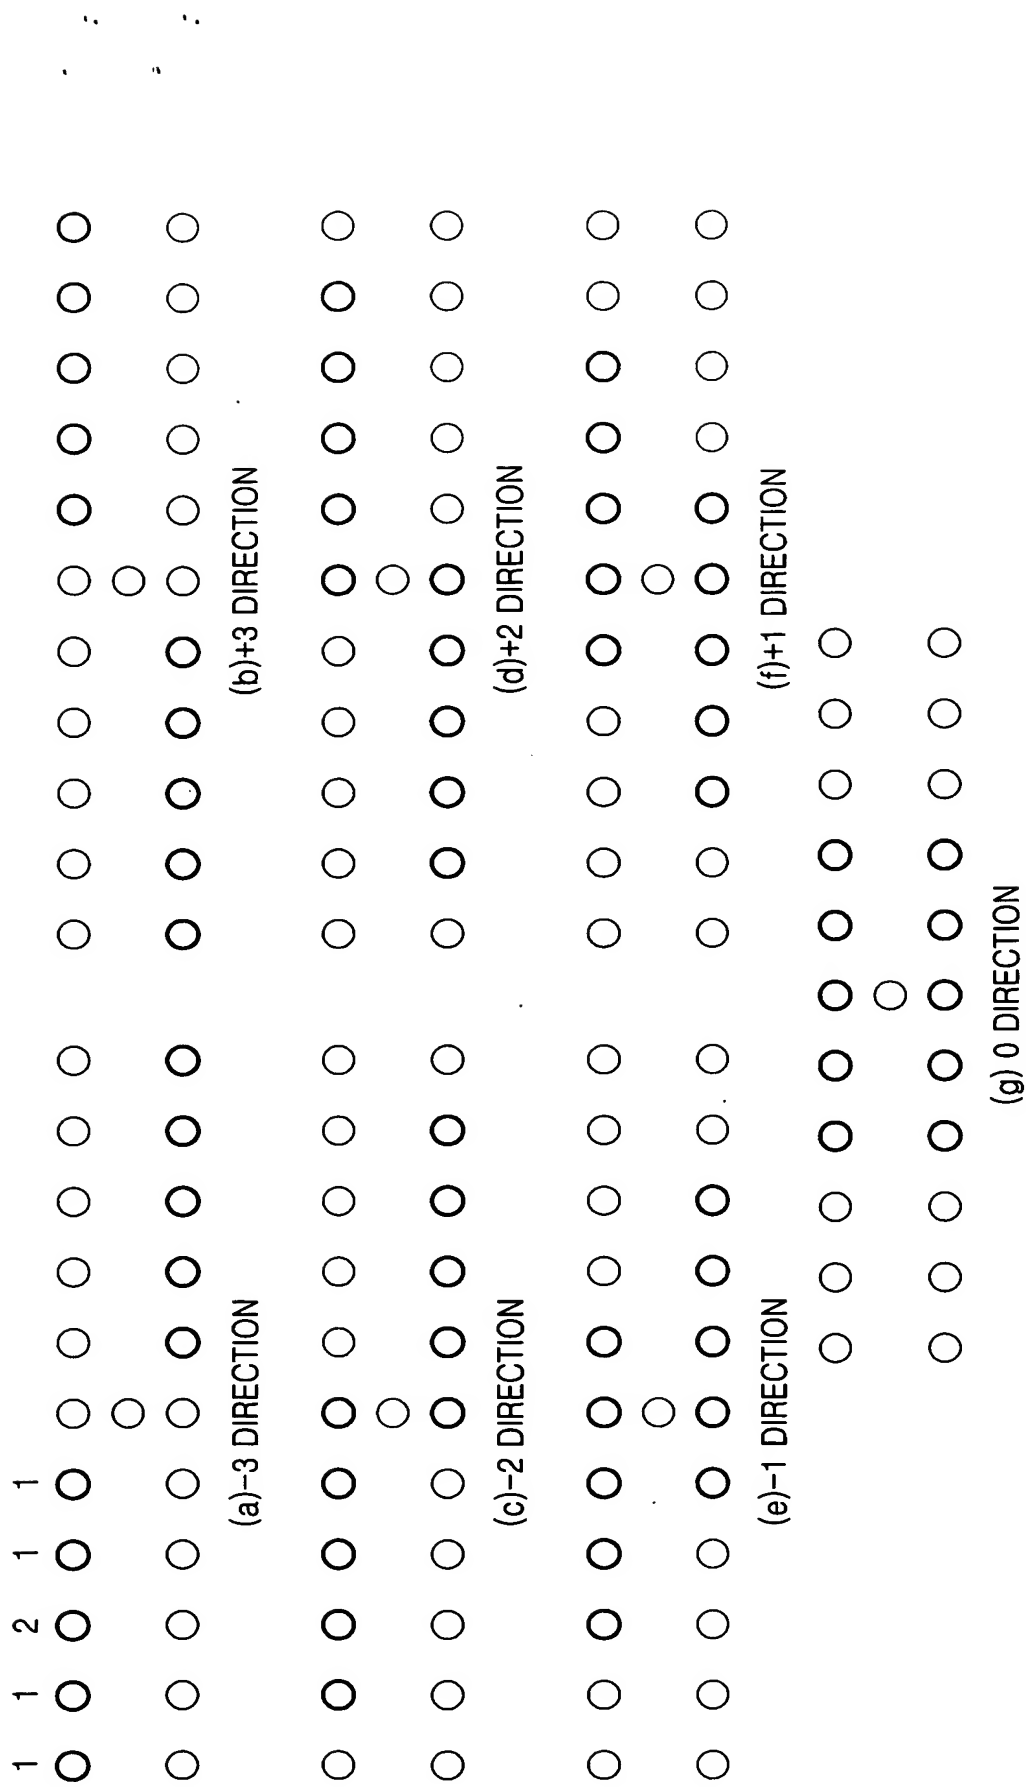 1 1 2 1 1
(a)−3 DIRECTION
(b)+3 DIRECTION
(c)−2 DIRECTION
(d)+2 DIRECTION
(e)−1 DIRECTION
(f)+1 DIRECTION
(g) 0 DIRECTION